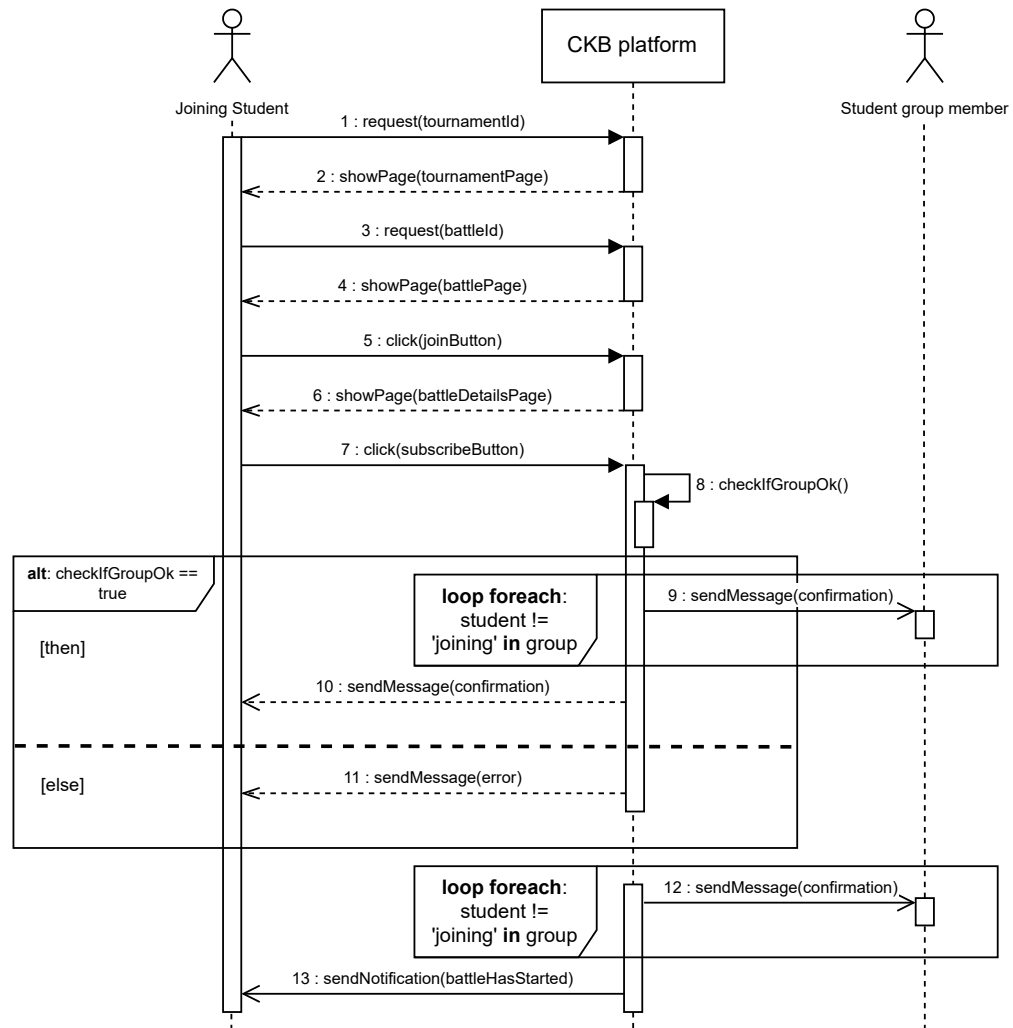 CKB platform
Joining Student
Student group member
1 : request(tournamentId)
2 : showPage(tournamentPage)
3 : request(battleId)
4 : showPage(battlePage)
5 : click(joinButton)
6 : showPage(battleDetailsPage)
7 : click(subscribeButton)
8 : checkIfGroupOk()
alt: checkIfGroupOk ==
true
loop foreach:
student !=
'joining' in group
9 : sendMessage(confirmation)
[then]
10 : sendMessage(confirmation)
[else]
11 : sendMessage(error)
loop foreach:
student !=
'joining' in group
12 : sendMessage(confirmation)
13 : sendNotification(battleHasStarted)